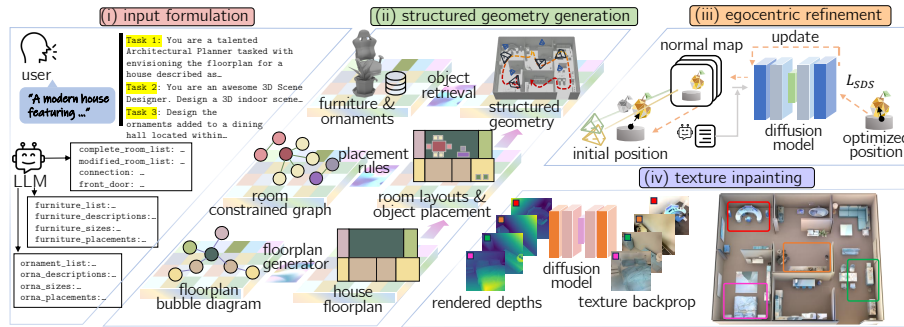 (i) input formulation
user
"A modern house
featuring ..."
Task 1: You are a talented
Architectural Planner tasked with
envisioning the floorplan for a
house described as…
Task 2: You are an awesome 3D Scene
Designer. Design a 3D indoor scene…
Task 3: Design the
ornaments added to a dining
hall located within…
LLM
complete_room_list: …
modified_room_list: …
connection: …
front_door: …
furniture_list:…
furniture_descriptions:…
furniture_sizes:…
furniture_placements:…
ornament_list:…
orna_descriptions:…
orna_sizes:…
orna_placements:…
(ii) structured geometry generation
furniture &
ornaments
object
retrieval
structured
geometry
room
constrained graph
placement
rules
room layouts &
object placement
floorplan
bubble diagram
floorplan
generator
house
floorplan
(iii) egocentric refinement
normal map
update
initial position
diffusion
model
L_SDS
optimized
position
(iv) texture inpainting
rendered depths
diffusion
model
texture backprop